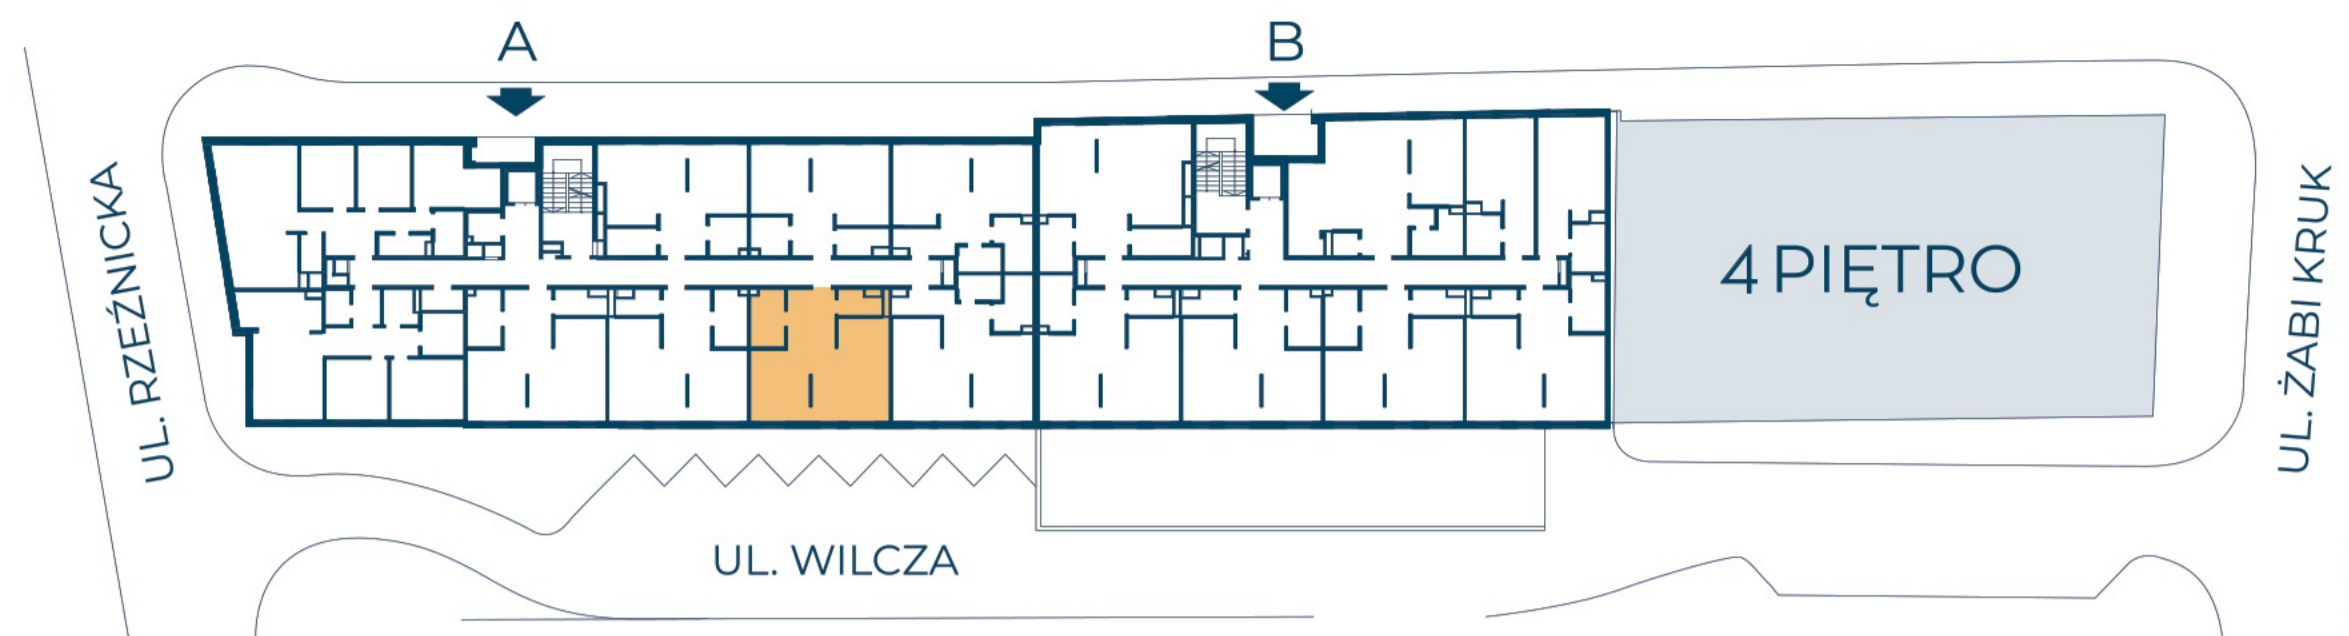 A
B
UL. RZEŹNICKA
4 PIĘTRO
UL. ŻABI KRUK
UL. WILCZA